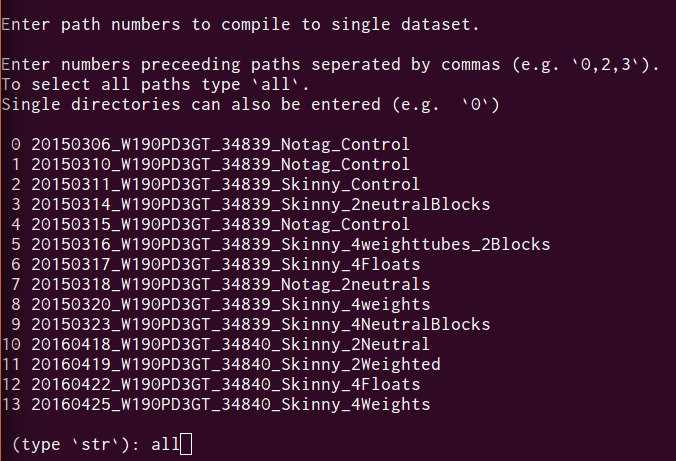 Enter path numbers to compile to single dataset.
Enter numbers preceeding paths seperated by commas (e.g. `0,2,3`).
To select all paths type `all`.
Single directories can also be entered (e.g.  `0`)
0 20150306_W190PD3GT_34839_Notag_Control
1 20150310_W190PD3GT_34839_Notag_Control
2 20150311_W190PD3GT_34839_Skinny_Control
3 20150314_W190PD3GT_34839_Skinny_2neutralBlocks
4 20150315_W190PD3GT_34839_Notag_Control
5 20150316_W190PD3GT_34839_Skinny_4weighttubes_2Blocks
6 20150317_W190PD3GT_34839_Skinny_4Floats
7 20150318_W190PD3GT_34839_Notag_2neutrals
8 20150320_W190PD3GT_34839_Skinny_4weights
9 20150323_W190PD3GT_34839_Skinny_4NeutralBlocks
10 20160418_W190PD3GT_34840_Skinny_2Neutral
11 20160419_W190PD3GT_34840_Skinny_2Weighted
12 20160422_W190PD3GT_34840_Skinny_4Floats
13 20160425_W190PD3GT_34840_Skinny_4Weights
(type `str`): all